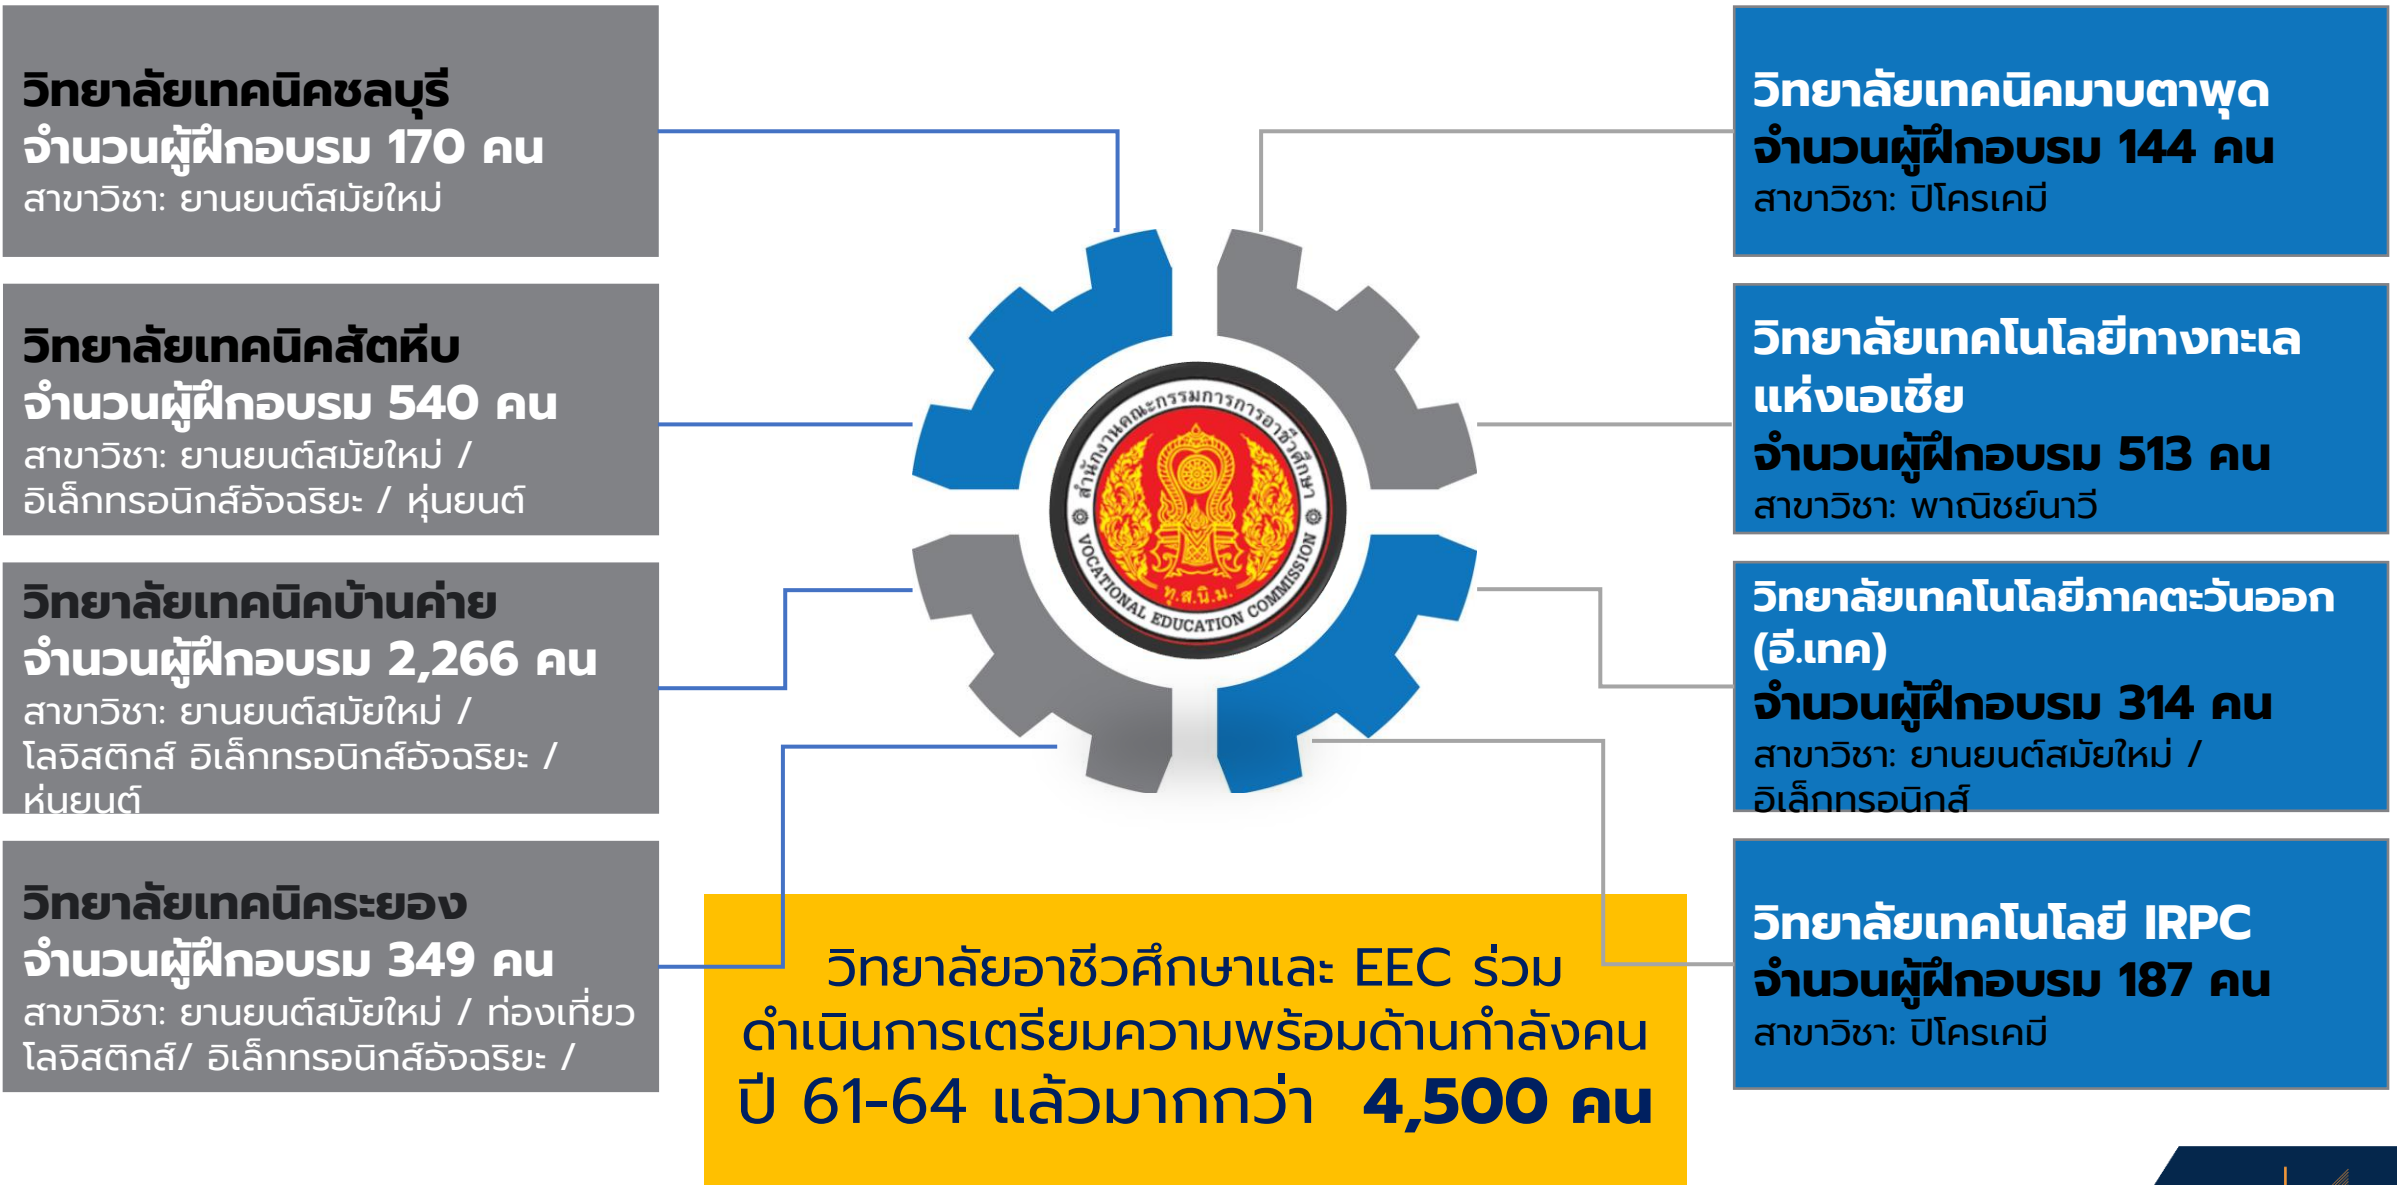 วิทยาลัยเทคนิคชลบุรี
จำนวนผู้ฝึกอบรม 170 คน
สาขาวิชา: ยานยนต์สมัยใหม่
วิทยาลัยเทคนิคสัตหีบ
จำนวนผู้ฝึกอบรม 540 คน
สาขาวิชา: ยานยนต์สมัยใหม่ /
อิเล็กทรอนิกส์อัจฉริยะ / หุ่นยนต์
วิทยาลัยเทคนิคบ้านค่าย
จำนวนผู้ฝึกอบรม 2,266 คน
สาขาวิชา: ยานยนต์สมัยใหม่ /
โลจิสติกส์ อิเล็กทรอนิกส์อัจฉริยะ /
หุ่นยนต์
วิทยาลัยเทคนิคระยอง
จำนวนผู้ฝึกอบรม 349 คน
สาขาวิชา: ยานยนต์สมัยใหม่ / ท่องเที่ยว
โลจิสติกส์/ อิเล็กทรอนิกส์อัจฉริยะ /
สำนักงานคณะกรรมการการอาชีวศึกษา
ทุ.ส.นิ.ม.
VOCATIONAL EDUCATION COMMISSION
วิทยาลัยอาชีวศึกษาและ EEC ร่วม
ดำเนินการเตรียมความพร้อมด้านกำลังคน
ปี 61-64 แล้วมากกว่า 4,500 คน
วิทยาลัยเทคนิคมาบตาพุด
จำนวนผู้ฝึกอบรม 144 คน
สาขาวิชา: ปิโครเคมี
วิทยาลัยเทคโนโลยีทางทะเล
แห่งเอเชีย
จำนวนผู้ฝึกอบรม 513 คน
สาขาวิชา: พาณิชย์นาวี
วิทยาลัยเทคโนโลยีภาคตะวันออก
(อี.เทค)
จำนวนผู้ฝึกอบรม 314 คน
สาขาวิชา: ยานยนต์สมัยใหม่ /
อิเล็กทรอนิกส์
วิทยาลัยเทคโนโลยี IRPC
จำนวนผู้ฝึกอบรม 187 คน
สาขาวิชา: ปิโครเคมี